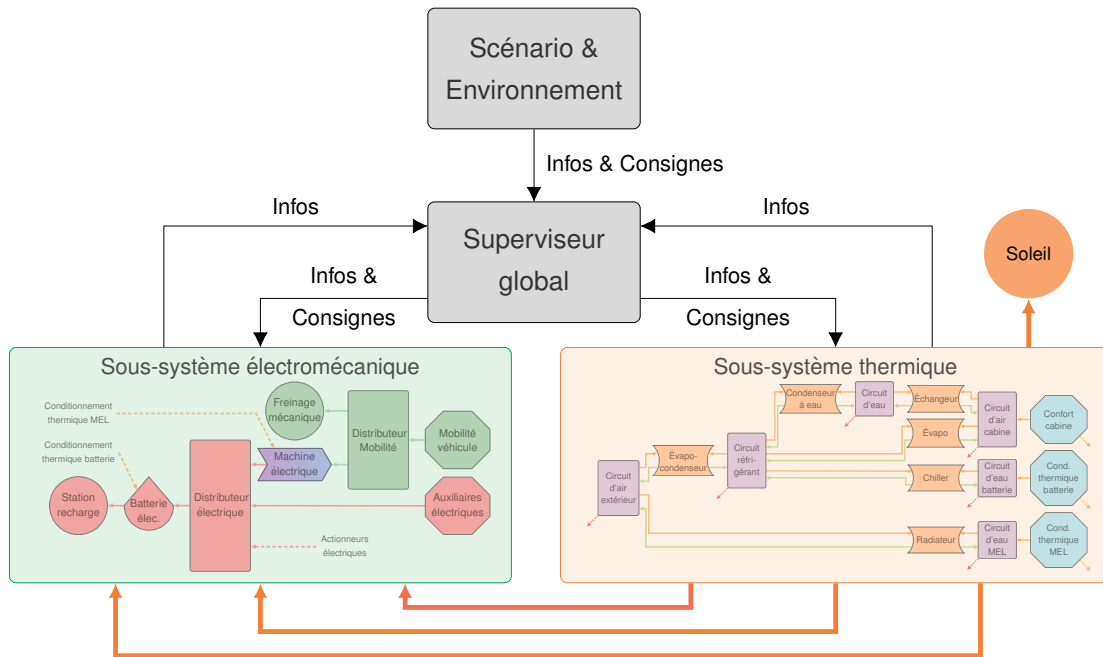 Scénario &
Environnement
Infos & Consignes
Infos
Infos
Superviseur
global
Soleil
Infos &
Consignes
Infos &
Consignes
Sous-système électromécanique
Conditionnement
thermique MEL
Conditionnement
thermique batterie
Freinage
mécanique
Distributeur
Mobilité
Mobilité
véhicule
Machine
électrique
Station
recharge
Batterie
élec.
Distributeur
électrique
Auxiliaires
électriques
Actionneurs
électriques
Sous-système thermique
Condenseur
à eau
Circuit
d'eau
Échangeur
Circuit
d'air
cabine
Confort
cabine
Évapo
Évapo-
condenseur
Circuit
réfri-
gérant
Circuit
d'air
extérieur
Chiller
Circuit
d'eau
batterie
Cond.
thermique
batterie
Radiateur
Circuit
d'eau
MEL
Cond.
thermique
MEL